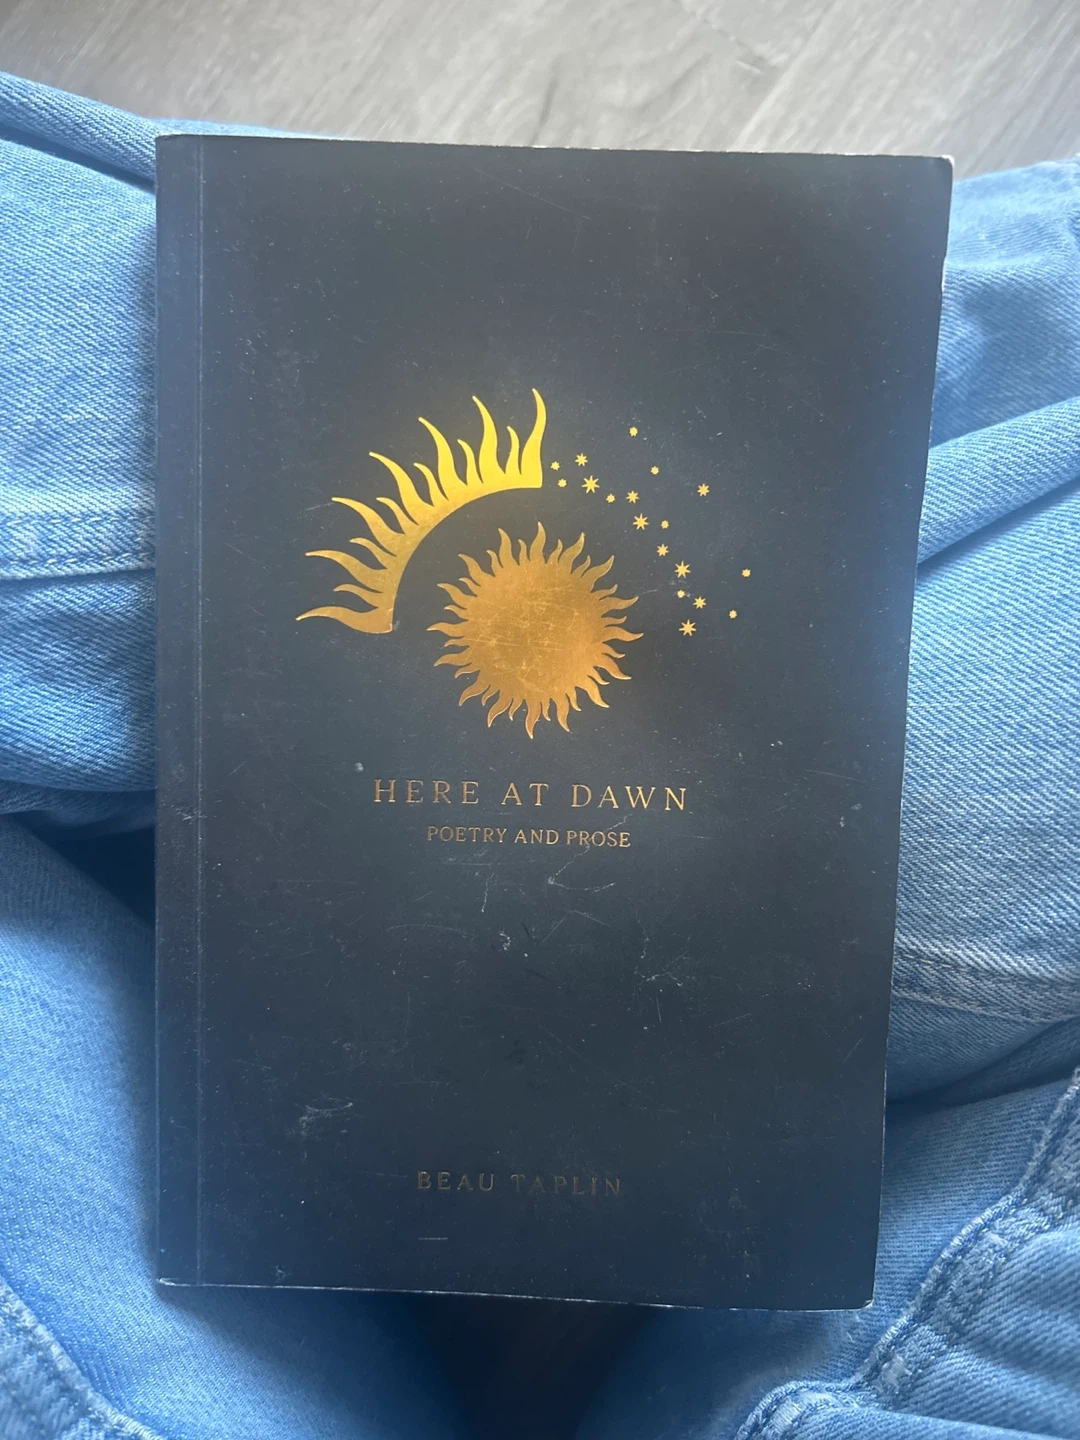 HERE AT DAWN
POETRY AND PROSE
BEAU TAPLIN